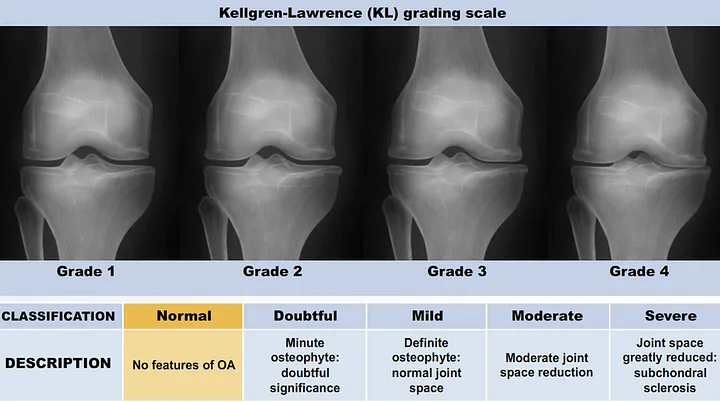 Kellgren-Lawrence (KL) grading scale
Grade 1 Grade 2 Grade 3 Grade 4
CLASSIFICATION Normal Doubtful Mild Moderate Severe
DESCRIPTION
No features of OA
Minute
osteophyte:
doubtful
significance
Definite
osteophyte:
normal joint
space
Moderate joint
space reduction
Joint space
greatly reduced:
subchondral
sclerosis